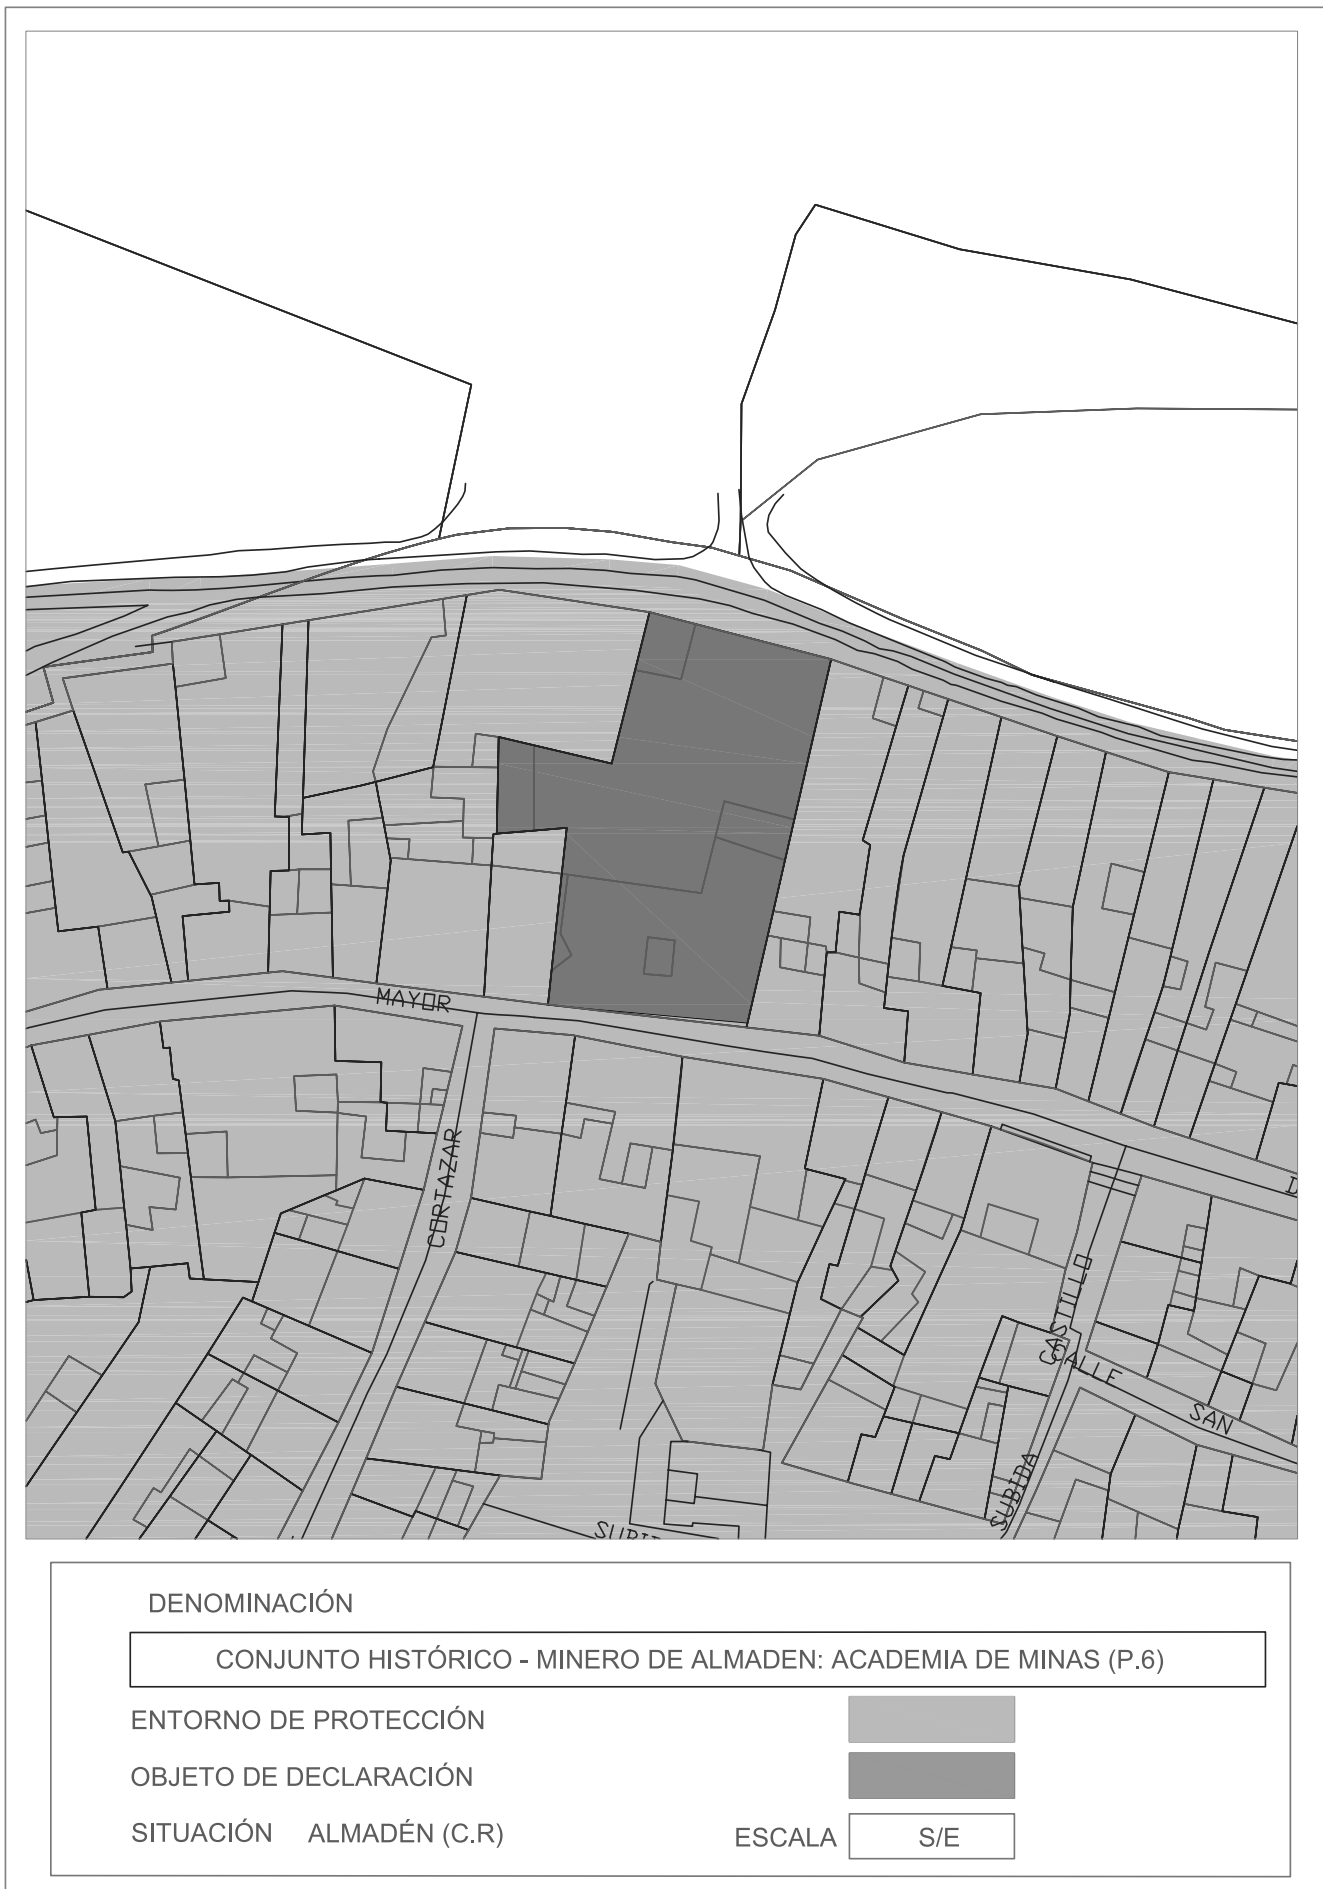 MAYOR
CORTAZAR
CASTILLO
CALLE
SAN
SUBIDA
DENOMINACIÓN
CONJUNTO HISTÓRICO - MINERO DE ALMADEN: ACADEMIA DE MINAS (P.6)
ENTORNO DE PROTECCIÓN
OBJETO DE DECLARACIÓN
SITUACIÓN ALMADÉN (C.R)
ESCALA S/E